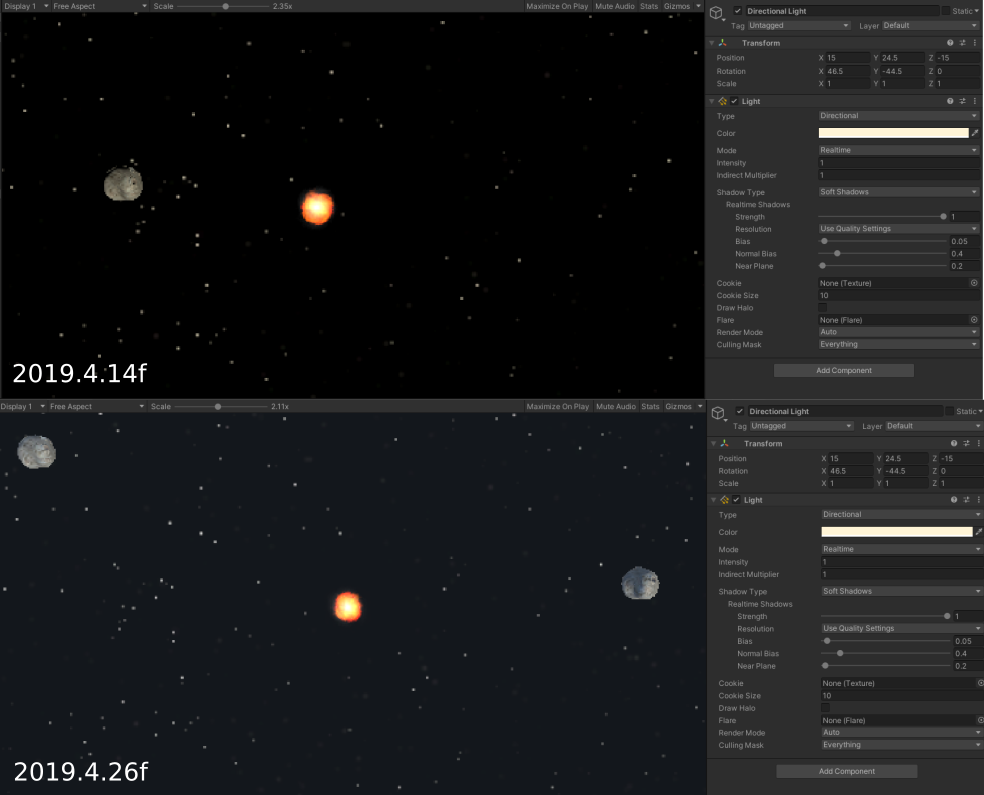 Display 1 Free Aspect Scale 2.35x Maximize On Play Mute Audio Stats Gizmos
2019.4.14f
Directional Light Static
Tag Untagged Layer Default
Transform
Position X 15 Y 24.5 Z -15
Rotation X 46.5 Y -44.5 Z 0
Scale X 1 Y 1 Z 1
Light
Type Directional
Color
Mode Realtime
Intensity 1
Indirect Multiplier 1
Shadow Type Soft Shadows
Realtime Shadows
Strength 1
Resolution Use Quality Settings
Bias 0.05
Normal Bias 0.4
Near Plane 0.2
Cookie None (Texture)
Cookie Size 10
Draw Halo
Flare None (Flare)
Render Mode Auto
Culling Mask Everything
Add Component
Display 1 Free Aspect Scale 2.11x Maximize On Play Mute Audio Stats Gizmos
2019.4.26f
Directional Light Static
Tag Untagged Layer Default
Transform
Position X 15 Y 24.5 Z -15
Rotation X 46.5 Y -44.5 Z 0
Scale X 1 Y 1 Z 1
Light
Type Directional
Color
Mode Realtime
Intensity 1
Indirect Multiplier 1
Shadow Type Soft Shadows
Realtime Shadows
Strength 1
Resolution Use Quality Settings
Bias 0.05
Normal Bias 0.4
Near Plane 0.2
Cookie None (Texture)
Cookie Size 10
Draw Halo
Flare None (Flare)
Render Mode Auto
Culling Mask Everything
Add Component